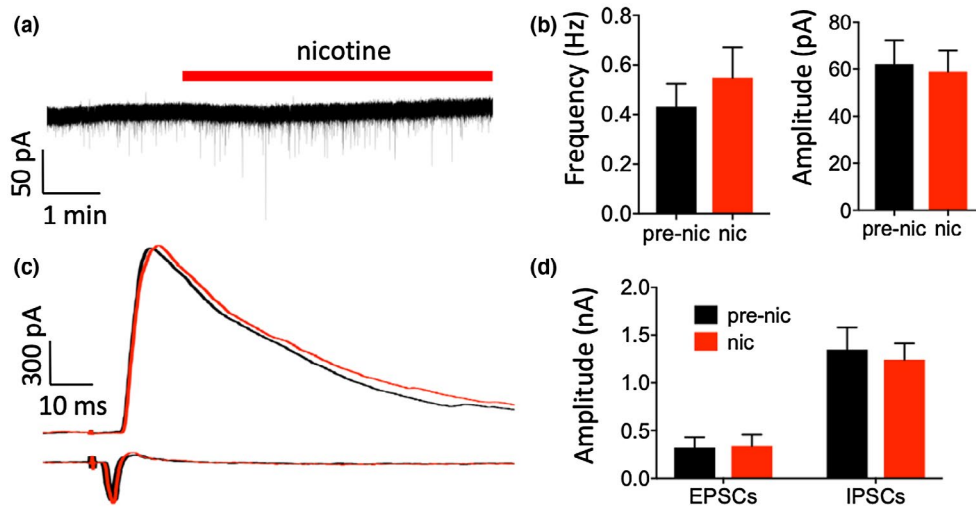 (a)
nicotine
50 pA
1 min
(b)
Frequency (Hz)
0.8
0.6
0.4
0.2
0.0
pre-nic nic
Amplitude (pA)
80
60
40
20
0
pre-nic nic
(c)
300 pA
10 ms
(d)
Amplitude (nA)
2.0
1.5
1.0
0.5
0.0
pre-nic
nic
EPSCs IPSCs